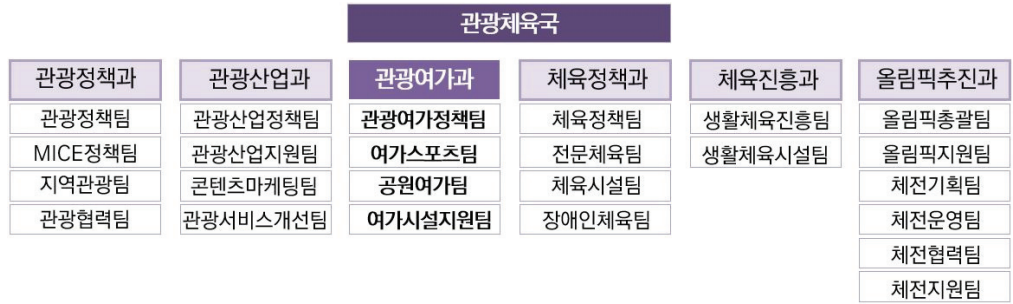 관광체육국
관광정책과 관광산업과 관광여가과 체육정책과 체육진흥과 올림픽추진과
관광정책팀 관광산업정책팀 관광여가정책팀 체육정책팀 생활체육진흥팀 올림픽총괄팀
MICE정책팀 관광산업지원팀 여가스포츠팀 전문체육팀 생활체육시설팀 올림픽지원팀
지역관광팀 콘텐츠마케팅팀 공원여가팀 체육시설팀 체전기획팀
관광협력팀 관광서비스개선팀 여가시설지원팀 장애인체육팀 체전운영팀
체전협력팀
체전지원팀